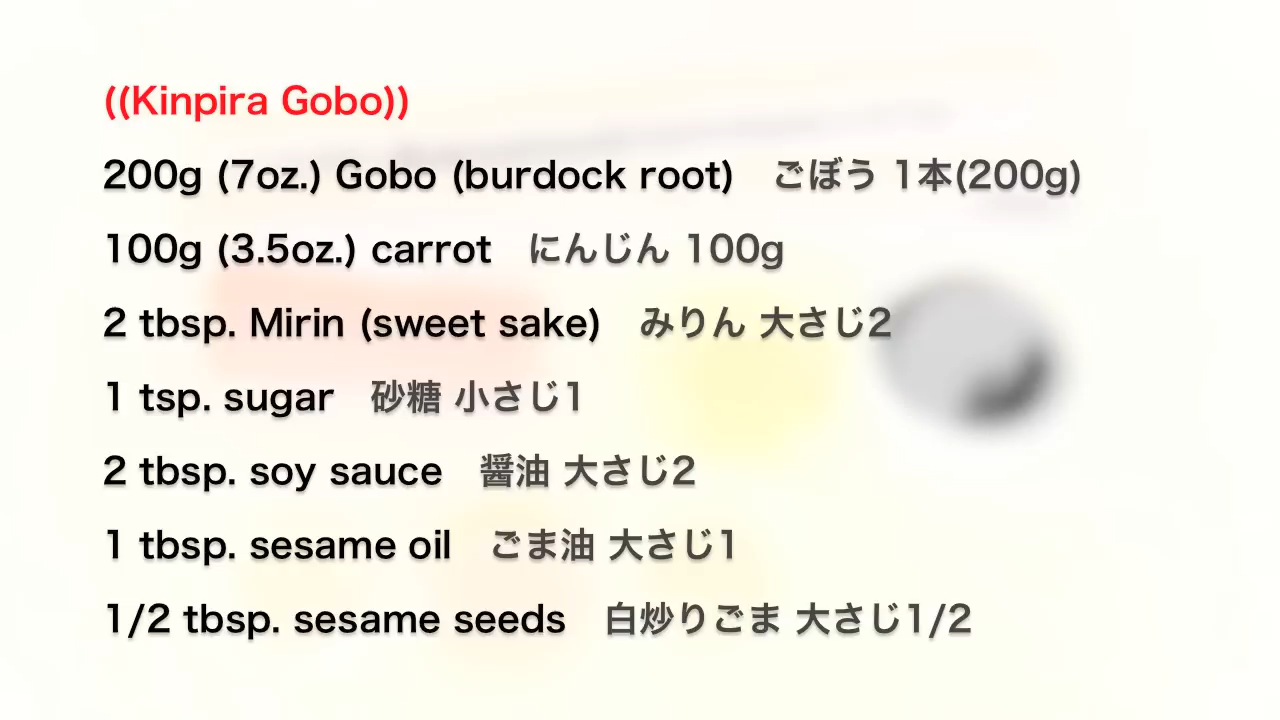 ((Kinpira Gobo))
200g (7oz.) Gobo (burdock root) ごぼう 1本(200g)
100g (3.5oz.) carrot にんじん 100g
2 tbsp. Mirin (sweet sake) みりん 大さじ2
1 tsp. sugar 砂糖 小さじ1
2 tbsp. soy sauce 醤油 大さじ2
1 tbsp. sesame oil ごま油 大さじ1
1/2 tbsp. sesame seeds 白炒りごま 大さじ1/2